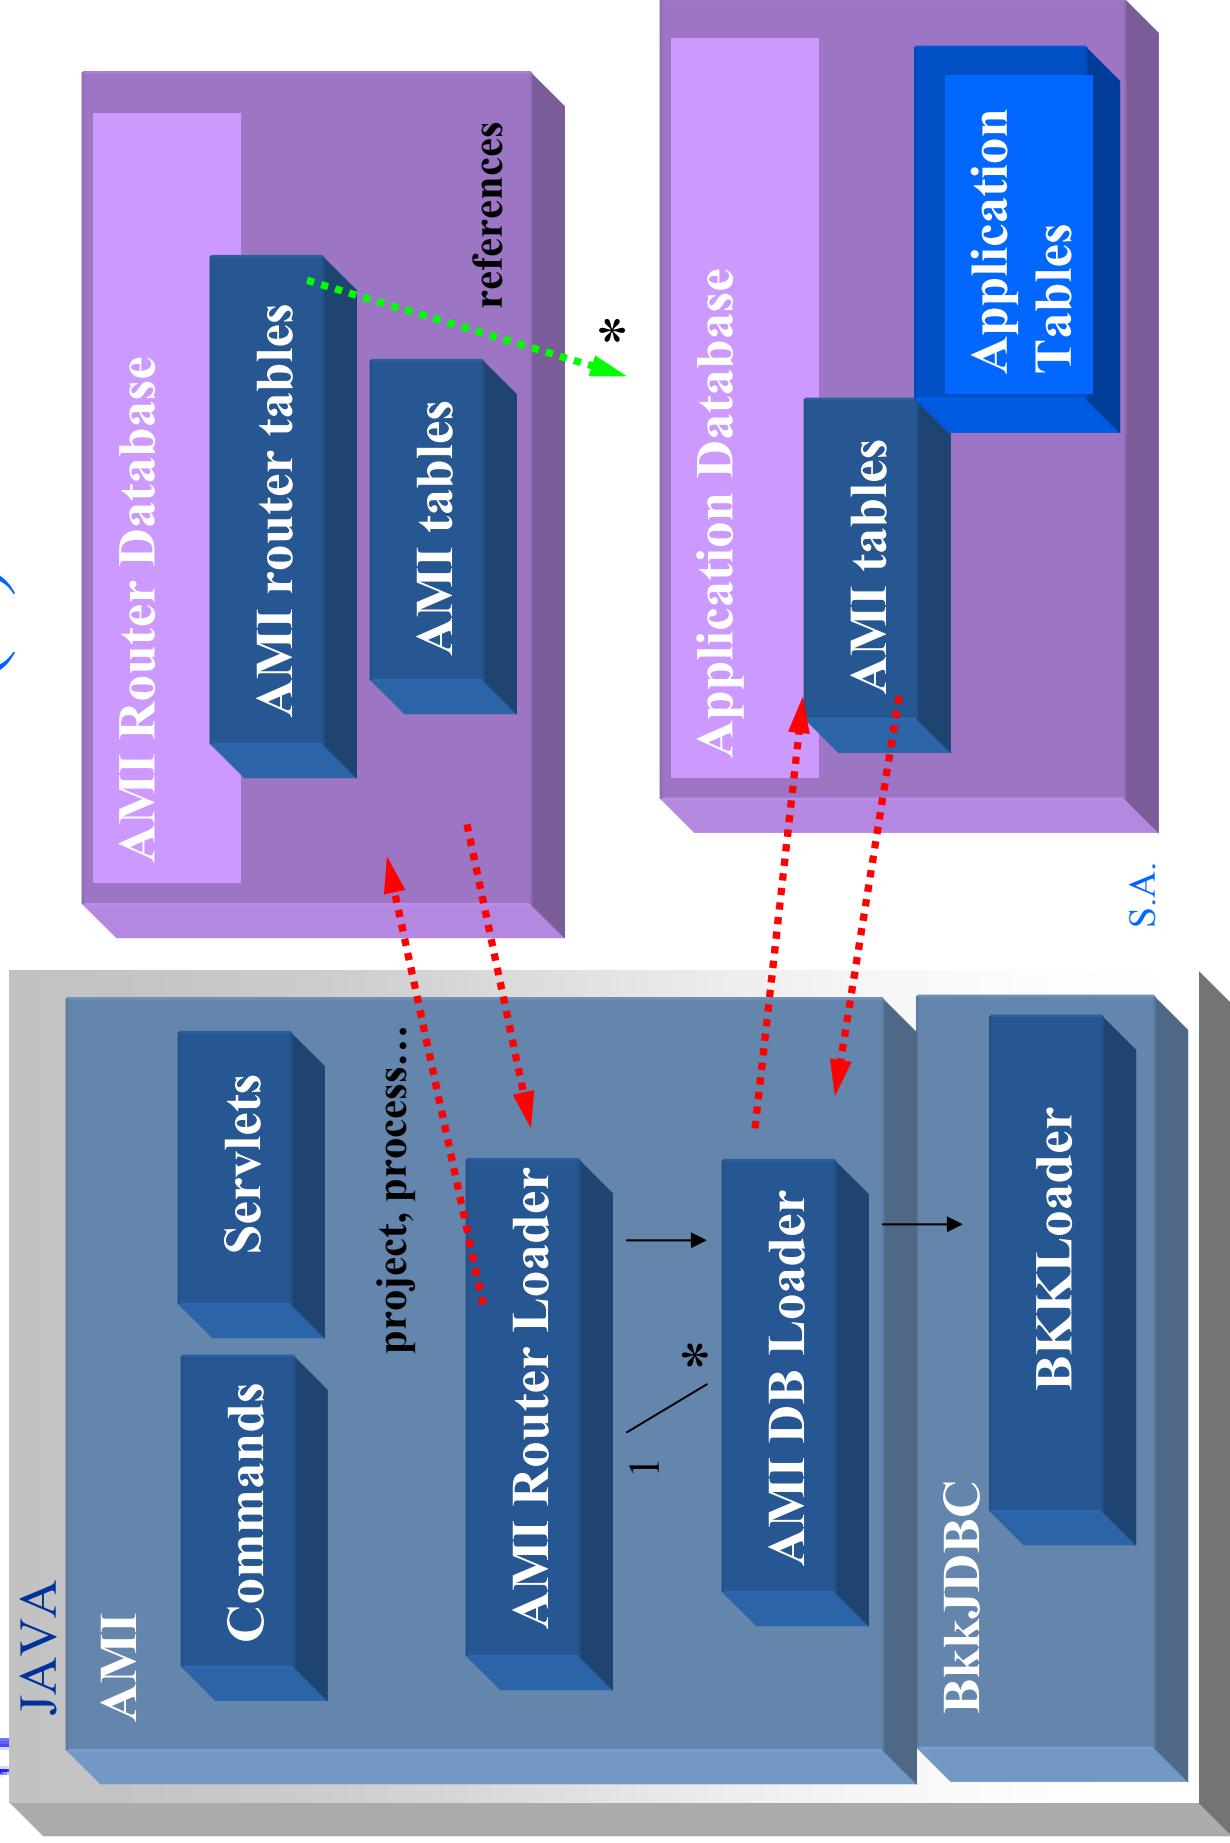 JAVA
AMI
Commands
Servlets
project, process…
AMI Router Loader
1
*
AMI DB Loader
BkkJDBC
BKKLoader
AMI Router Database
AMI router tables
AMI tables
references
*
Application Database
AMI tables
Application
Tables
S.A.